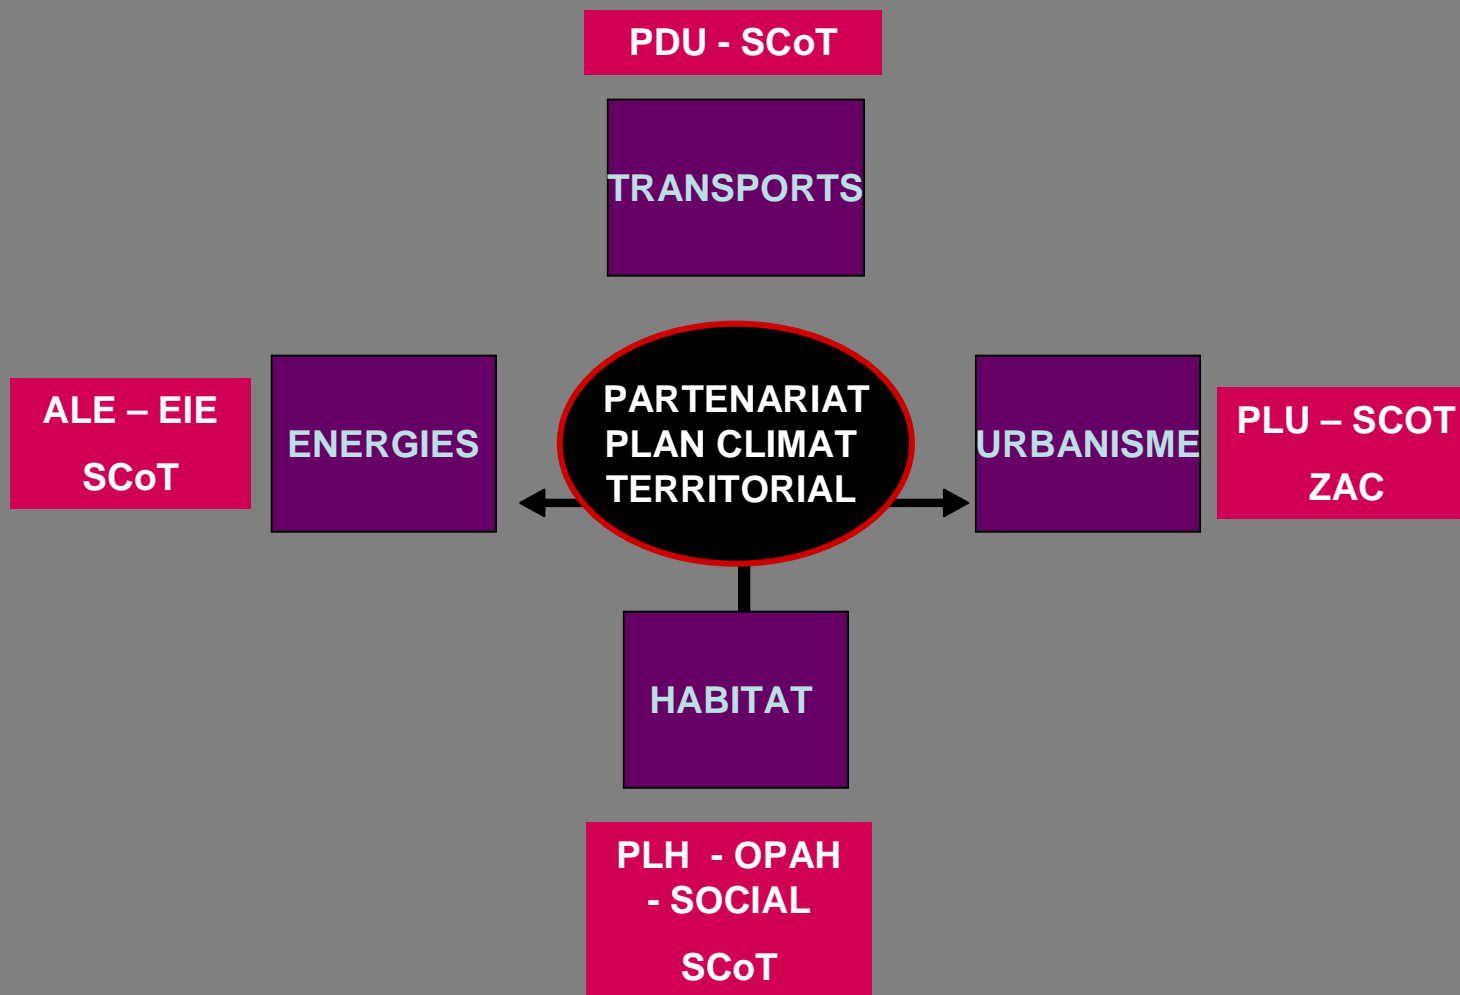 PDU - SCoT
TRANSPORTS
ALE – EIE
SCoT
ENERGIES
PARTENARIAT
PLAN CLIMAT
TERRITORIAL
URBANISME
PLU – SCOT
ZAC
HABITAT
PLH - OPAH
- SOCIAL
SCoT